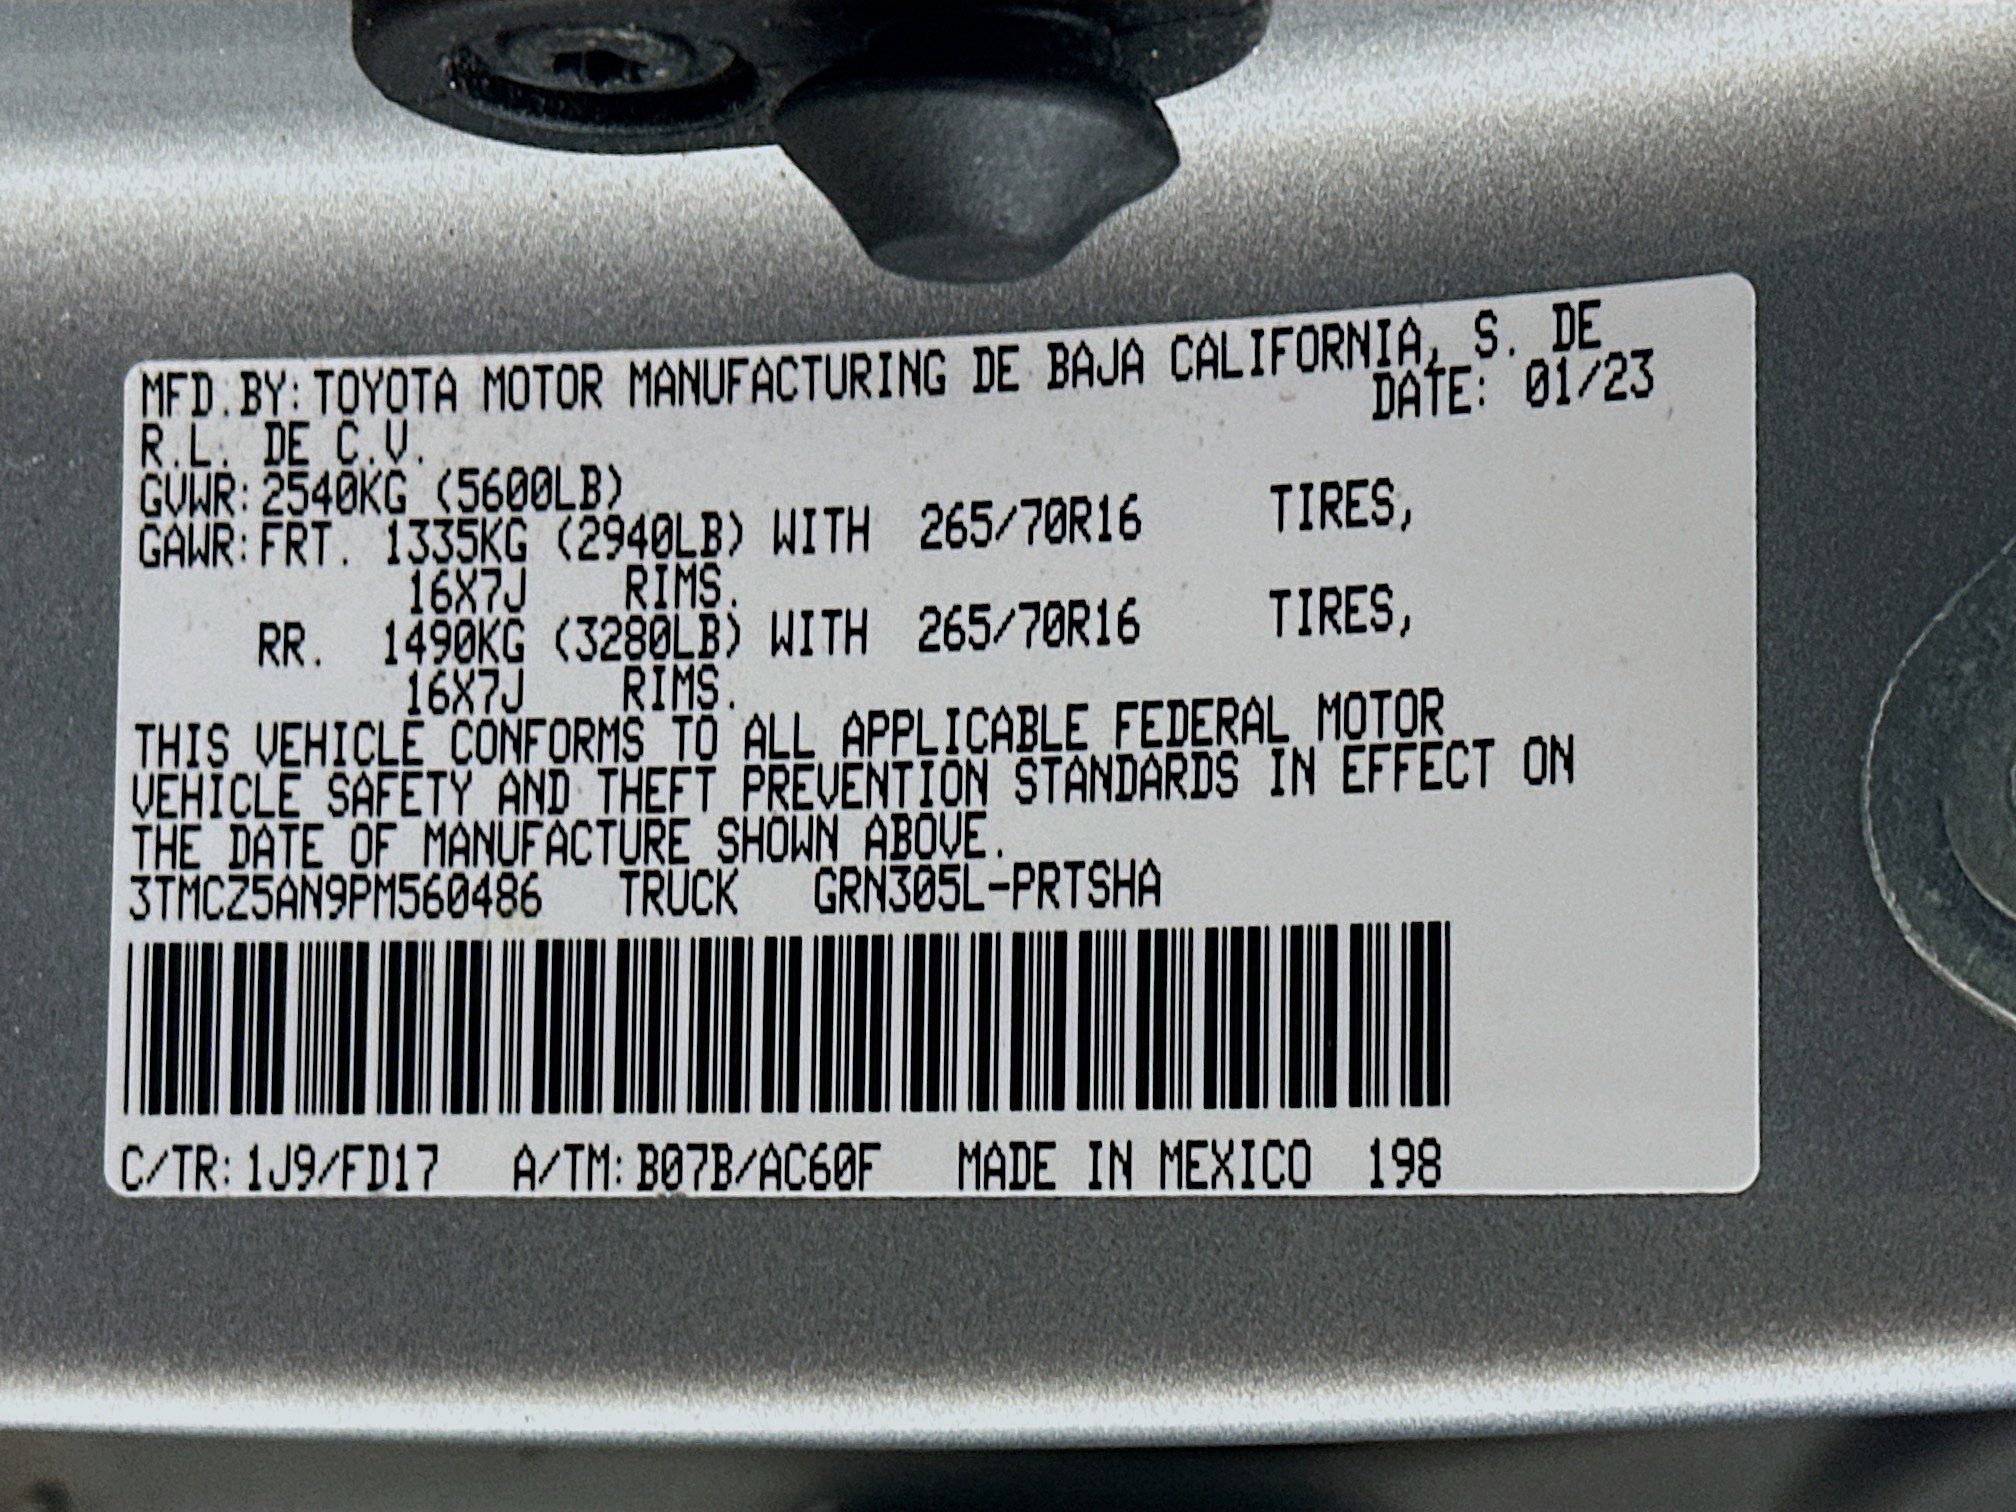 MFD.BY:TOYOTA MOTOR MANUFACTURING DE BAJA CALIFORNIA, S. DE
R.L. DE C.V. DATE: 01/23
GVWR:2540KG (5600LB)
GAWR:FRT. 1335KG (2940LB) WITH 265/70R16 TIRES,
16X7J RIMS.
RR. 1490KG (3280LB) WITH 265/70R16 TIRES,
16X7J RIMS.
THIS VEHICLE CONFORMS TO ALL APPLICABLE FEDERAL MOTOR
VEHICLE SAFETY AND THEFT PREVENTION STANDARDS IN EFFECT ON
THE DATE OF MANUFACTURE SHOWN ABOVE.
3TMCZ5AN9PM560486 TRUCK GRN305L-PRTSHA
C/TR:1J9/FD17 A/TM:B07B/AC60F MADE IN MEXICO 198